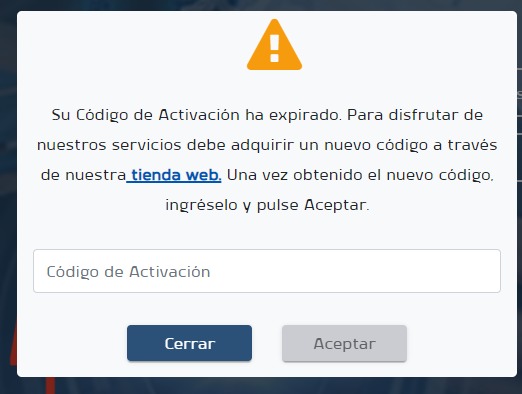 Su Código de Activación ha expirado. Para disfrutar de
nuestros servicios debe adquirir un nuevo código a través
de nuestra tienda web. Una vez obtenido el nuevo código,
ingréselo y pulse Aceptar.
Código de Activación
Cerrar
Aceptar